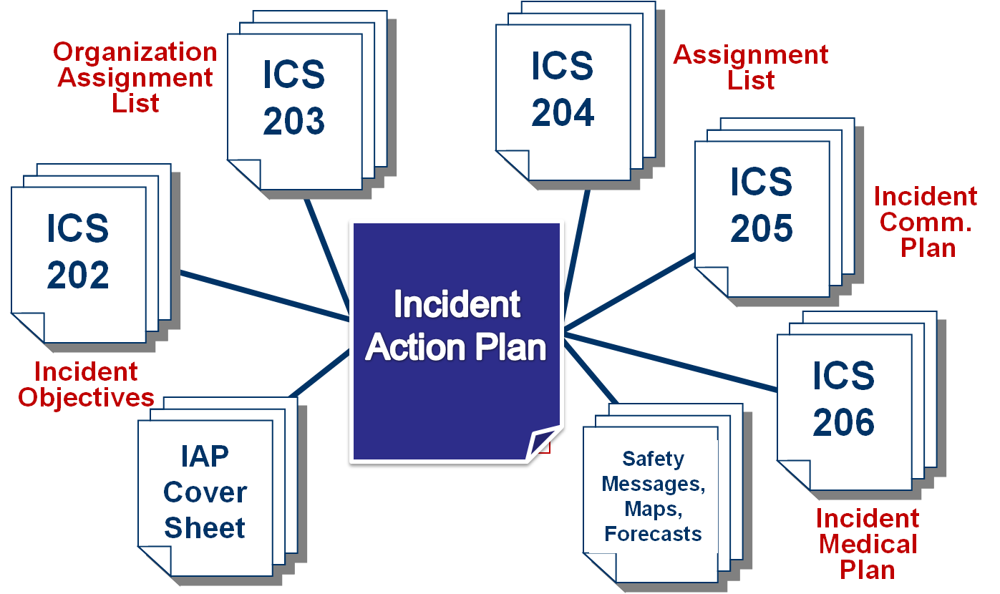 Organization
Assignment
List
ICS
203
ICS
204
Assignment
List
ICS
202
Incident
Objectives
ICS
205
Incident
Comm.
Plan
Incident
Action Plan
IAP
Cover
Sheet
Safety
Messages,
Maps,
Forecasts
ICS
206
Incident
Medical
Plan